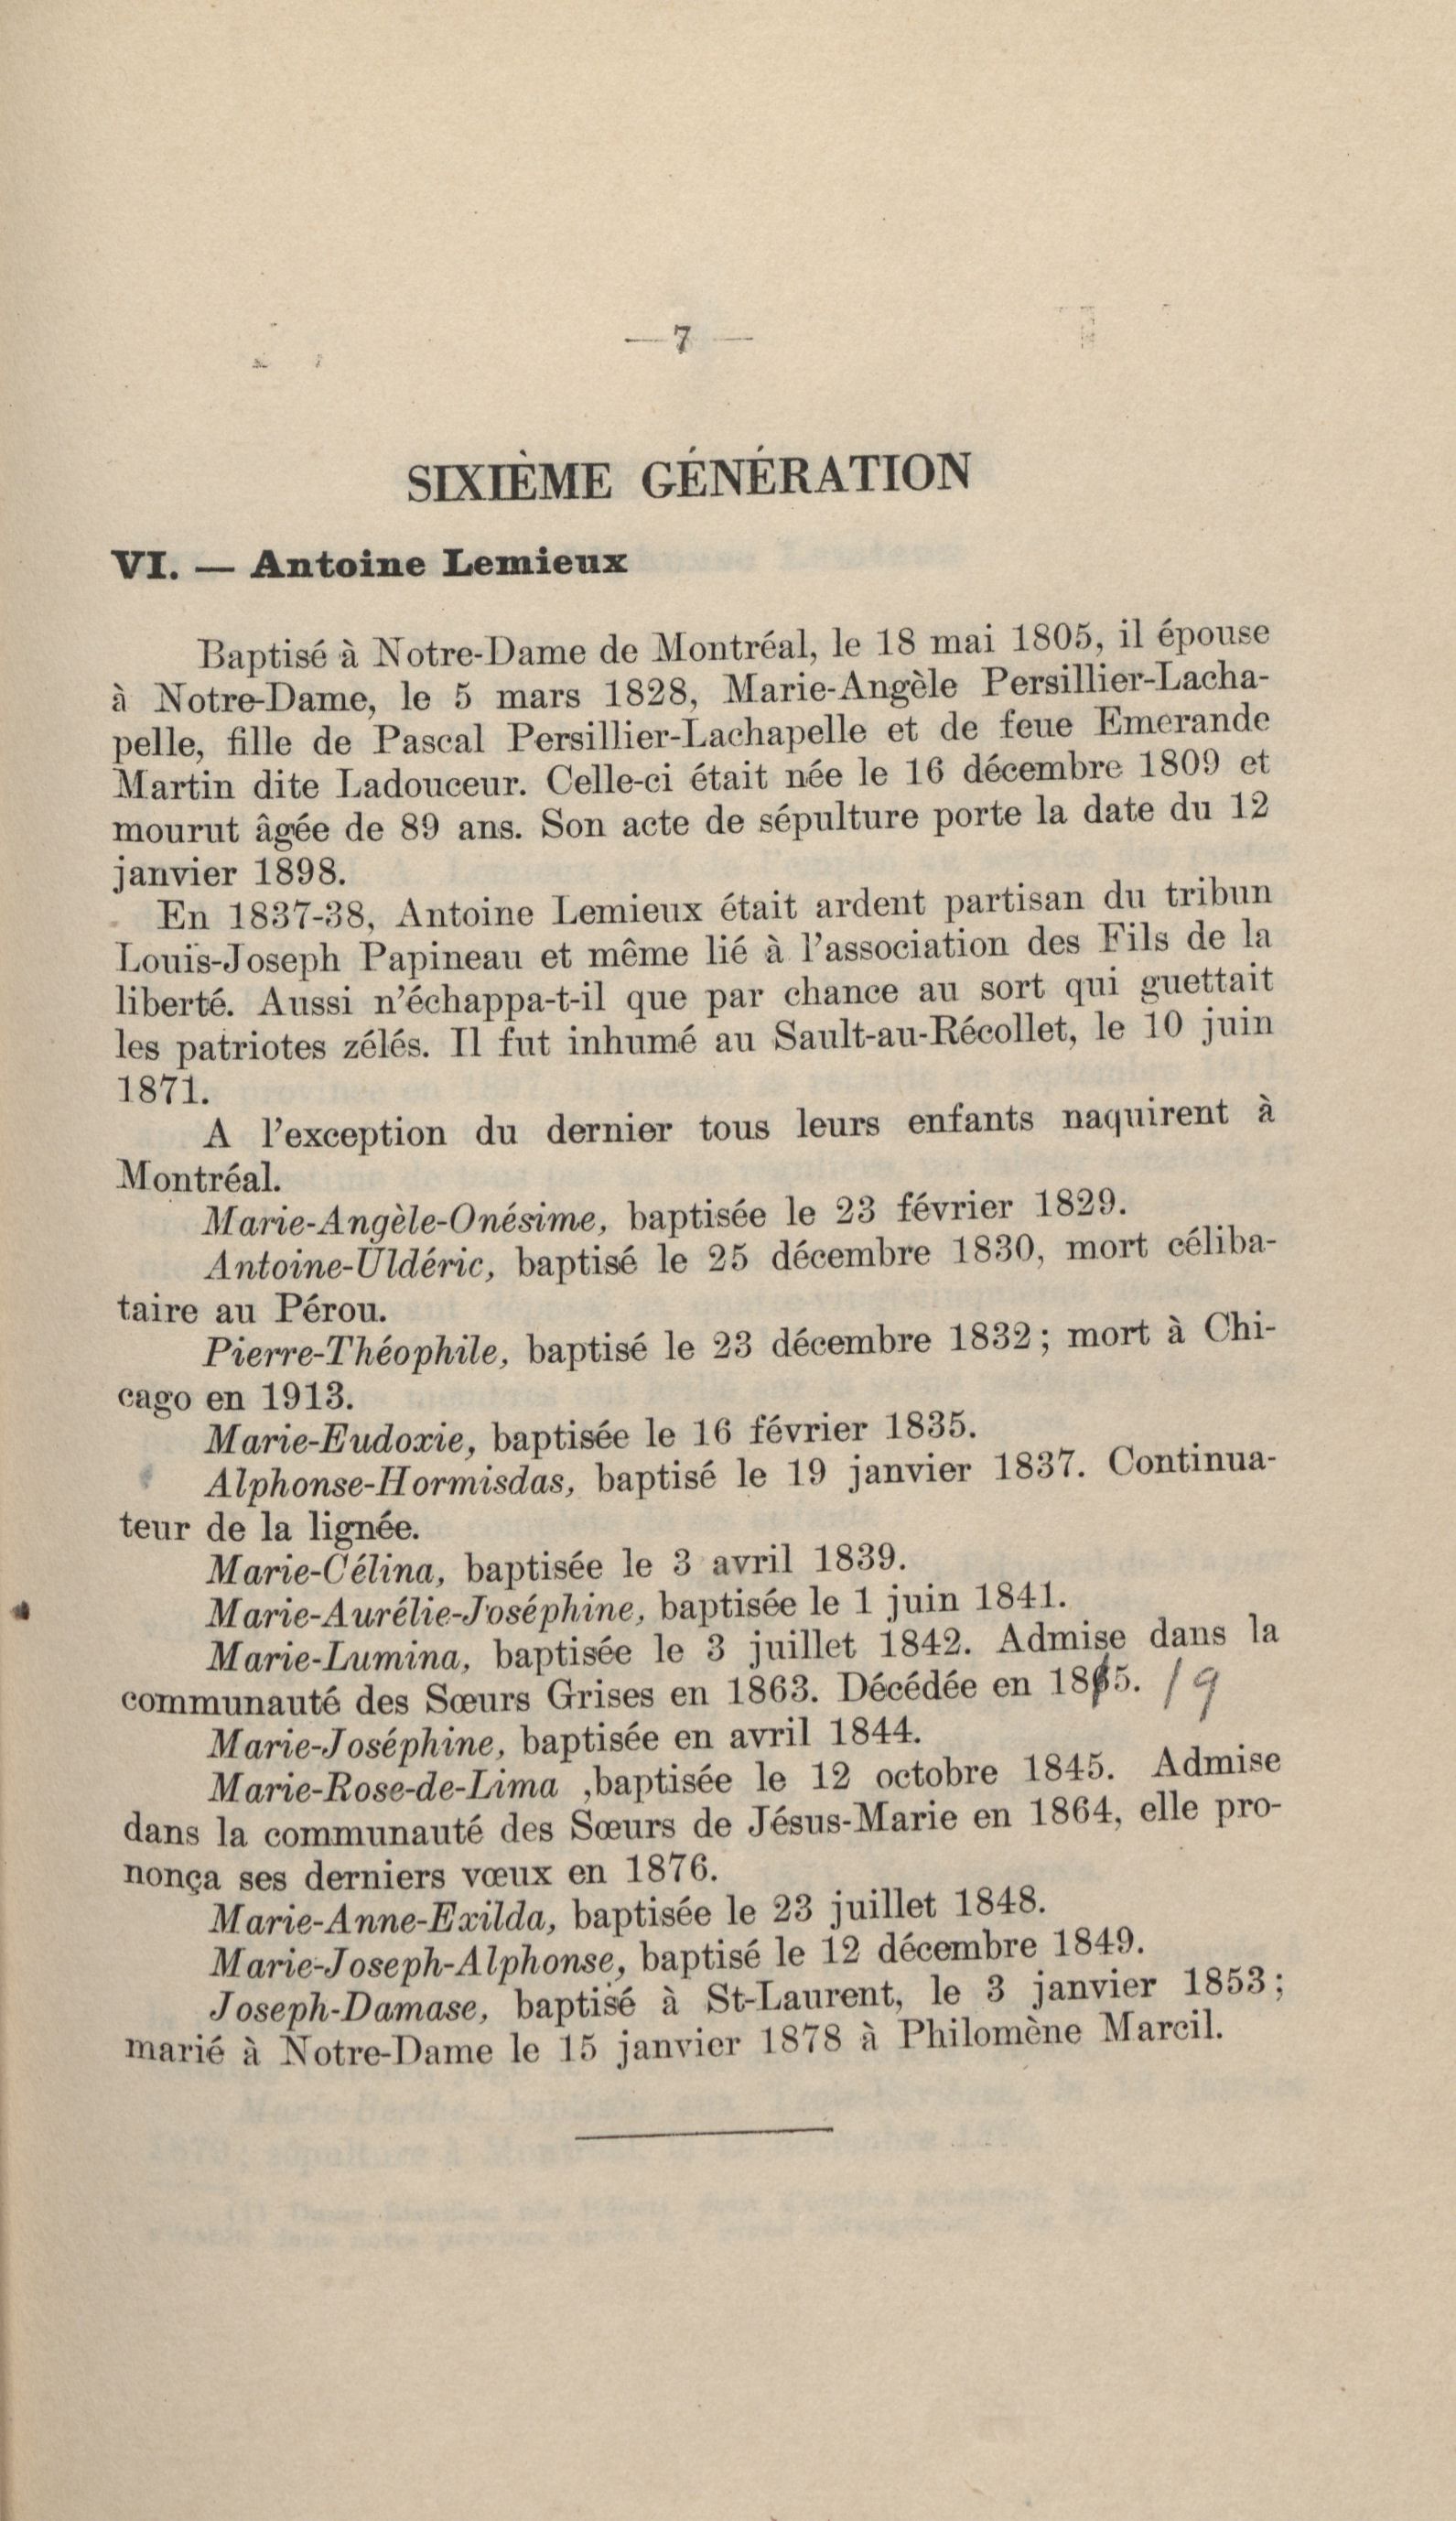 — 7 —
SIXIÈME GÉNÉRATION
VI. — Antoine Lemieux
Baptisé à Notre-Dame de Montréal, le 18 mai 1805, il épouse
à Notre-Dame, le 5 mars 1828, Marie-Angèle Persillier-Lacha-
pelle, fille de Pascal Persillier-Lachapelle et de feue Emerande
Martin dite Ladouceur. Celle-ci était née le 16 décembre 1809 et
mourut âgée de 89 ans. Son acte de sépulture porte la date du 12
janvier 1898.
En 1837-38, Antoine Lemieux était ardent partisan du tribun
Louis-Joseph Papineau et même lié à l'association des Fils de la
liberté. Aussi n'échappa-t-il que par chance au sort qui guettait
les patriotes zélés. Il fut inhumé au Sault-au-Récollet, le 10 juin
1871.
A l'exception du dernier tous leurs enfants naquirent à
Montréal.
Marie-Angèle-Onésime, baptisée le 23 février 1829.
Antoine-Uldéric, baptisé le 25 décembre 1830, mort céliba-
taire au Pérou.
Pierre-Théophile, baptisé le 23 décembre 1832; mort à Chi-
cago en 1913.
Marie-Eudoxie, baptisée le 16 février 1835.
Alphonse-Hormisdas, baptisé le 19 janvier 1837. Continua-
teur de la lignée.
Marie-Célina, baptisée le 3 avril 1839.
Marie-Aurélie-Joséphine, baptisée le 1 juin 1841.
Marie-Lumina, baptisée le 3 juillet 1842. Admise dans la
communauté des Sœurs Grises en 1863. Décédée en 1865. / 9
Marie-Joséphine, baptisée en avril 1844.
Marie-Rose-de-Lima ,baptisée le 12 octobre 1845. Admise
dans la communauté des Sœurs de Jésus-Marie en 1864, elle pro-
nonça ses derniers vœux en 1876.
Marie-Anne-Exilda, baptisée le 23 juillet 1848.
Marie-Joseph-Alphonse, baptisé le 12 décembre 1849.
Joseph-Damase, baptisé à St-Laurent, le 3 janvier 1853;
marié à Notre-Dame le 15 janvier 1878 à Philomène Marcil.